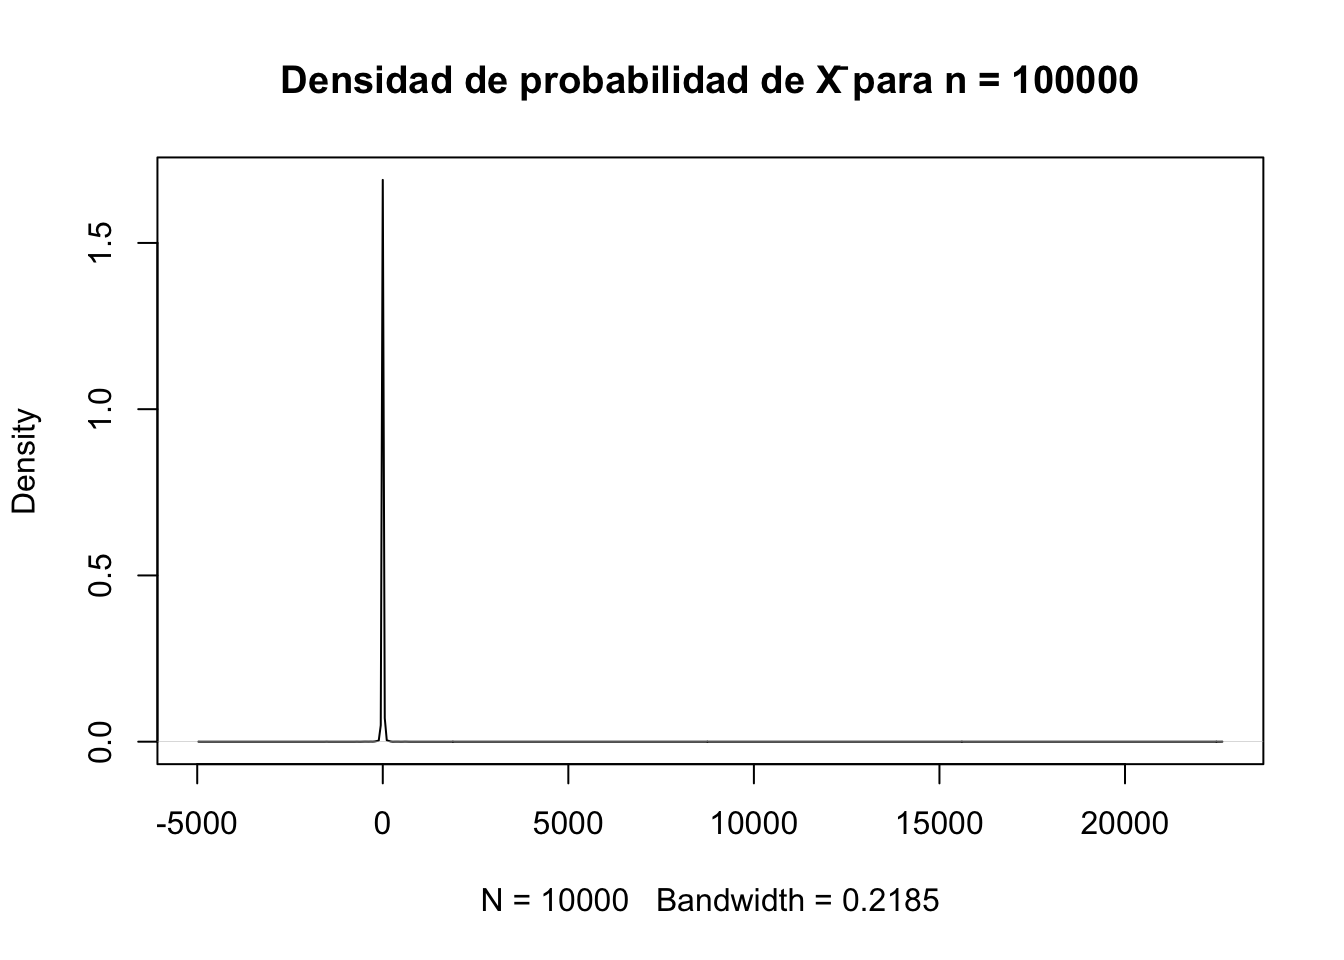 Densidad de probabilidad de X̄ para n = 100000
Density
1.5
1.0
0.5
0.0
-5000 0 5000 10000 15000 20000
N = 10000 Bandwidth = 0.2185